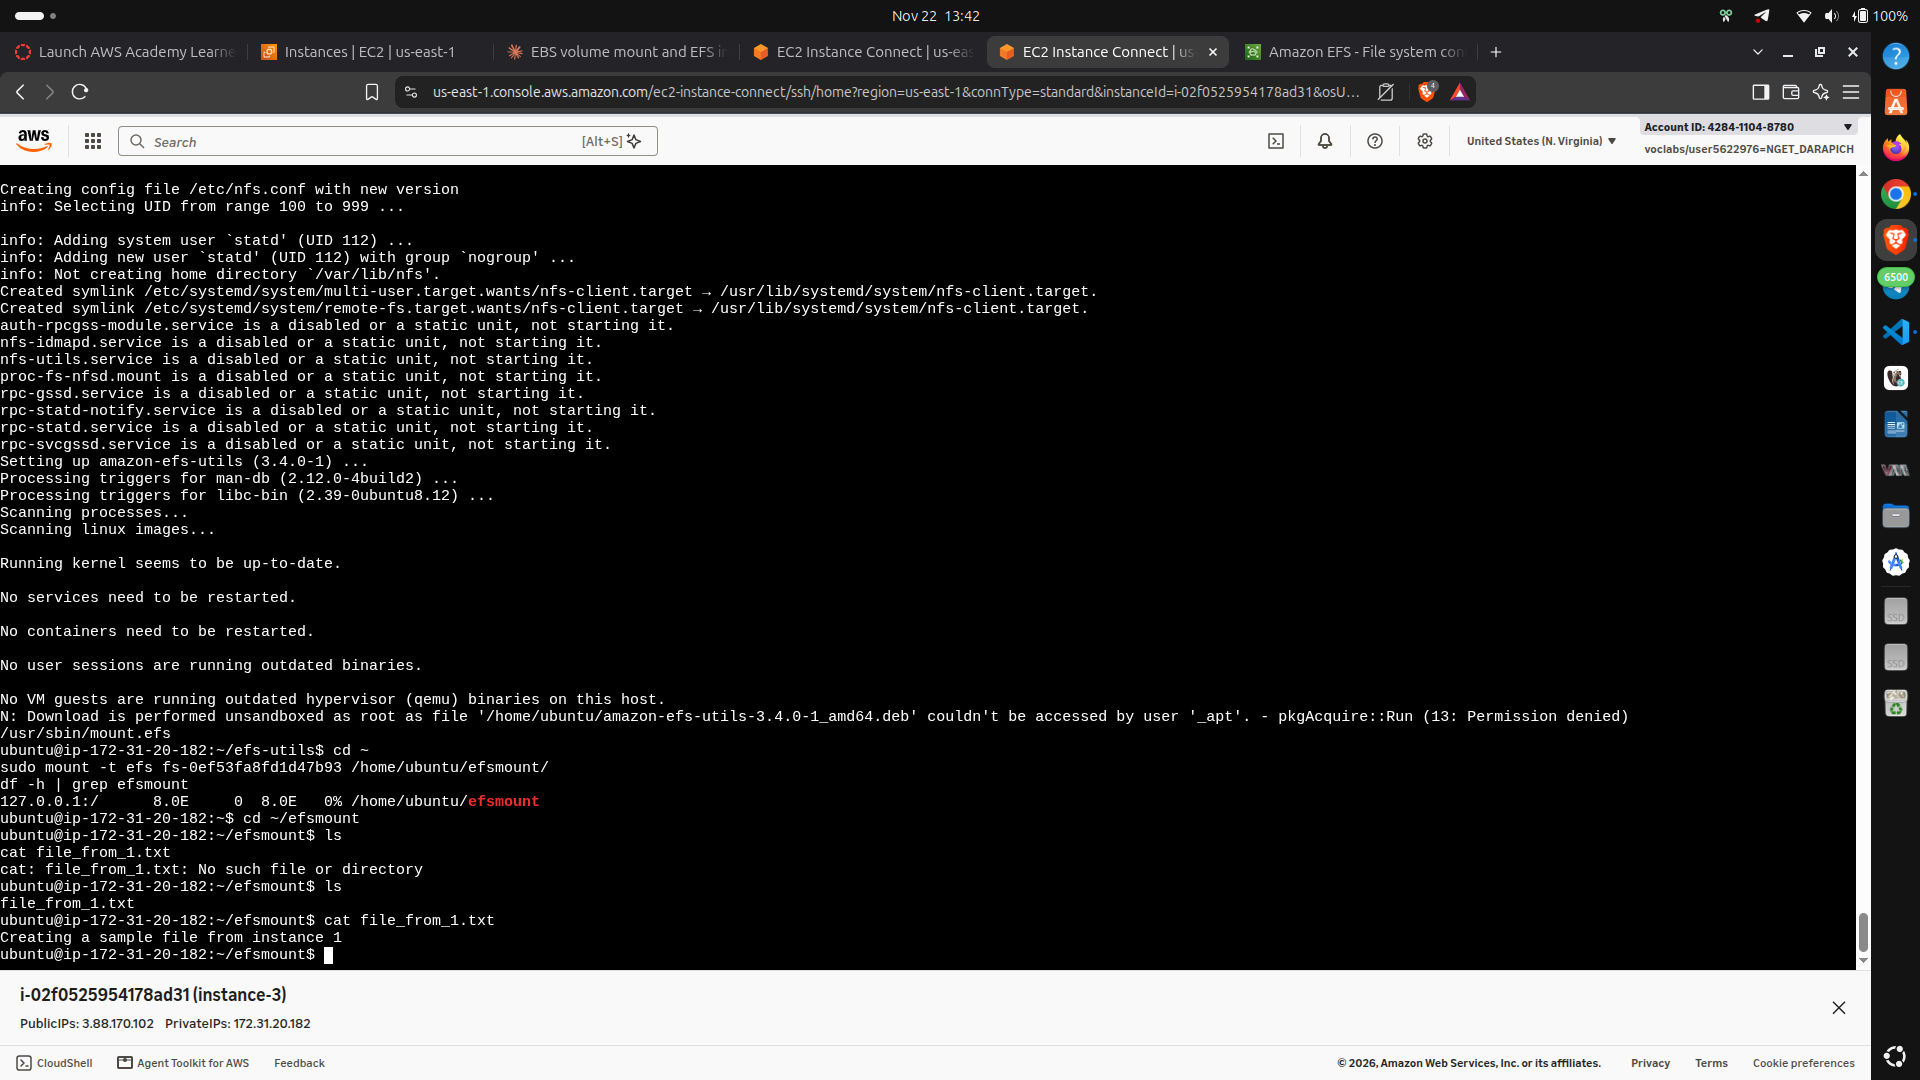 Nov 22 13:42
100%
Launch AWS Academy Learne
Instances | EC2 | us-east-1
EBS volume mount and EFS in
EC2 Instance Connect | us-eas
EC2 Instance Connect | us
Amazon EFS - File system con
us-east-1.console.aws.amazon.com/ec2-instance-connect/ssh/home?region=us-east-1&connType=standard&instanceId=i-02f0525954178ad31&osU...
4
aws
Search
[Alt+S]
United States (N. Virginia)
Account ID: 4284-1104-8780
voclabs/user5622976=NGET_DARAPICH
6500
Creating config file /etc/nfs.conf with new version
info: Selecting UID from range 100 to 999 ...
info: Adding system user `statd' (UID 112) ...
info: Adding new user `statd' (UID 112) with group `nogroup' ...
info: Not creating home directory `/var/lib/nfs'.
Created symlink /etc/systemd/system/multi-user.target.wants/nfs-client.target → /usr/lib/systemd/system/nfs-client.target.
Created symlink /etc/systemd/system/remote-fs.target.wants/nfs-client.target → /usr/lib/systemd/system/nfs-client.target.
auth-rpcgss-module.service is a disabled or a static unit, not starting it.
nfs-idmapd.service is a disabled or a static unit, not starting it.
nfs-utils.service is a disabled or a static unit, not starting it.
proc-fs-nfsd.mount is a disabled or a static unit, not starting it.
rpc-gssd.service is a disabled or a static unit, not starting it.
rpc-statd-notify.service is a disabled or a static unit, not starting it.
rpc-statd.service is a disabled or a static unit, not starting it.
rpc-svcgssd.service is a disabled or a static unit, not starting it.
Setting up amazon-efs-utils (3.4.0-1) ...
Processing triggers for man-db (2.12.0-4build2) ...
Processing triggers for libc-bin (2.39-0ubuntu8.12) ...
Scanning processes...
Scanning linux images...
Running kernel seems to be up-to-date.
No services need to be restarted.
No containers need to be restarted.
No user sessions are running outdated binaries.
No VM guests are running outdated hypervisor (qemu) binaries on this host.
N: Download is performed unsandboxed as root as file '/home/ubuntu/amazon-efs-utils-3.4.0-1_amd64.deb' couldn't be accessed by user '_apt'. - pkgAcquire::Run (13: Permission denied)
/usr/sbin/mount.efs
ubuntu@ip-172-31-20-182:~/efs-utils$ cd ~
sudo mount -t efs fs-0ef53fa8fd1d47b93 /home/ubuntu/efsmount/
df -h | grep efsmount
127.0.0.1:/      8.0E     0  8.0E   0% /home/ubuntu/efsmount
ubuntu@ip-172-31-20-182:~$ cd ~/efsmount
ubuntu@ip-172-31-20-182:~/efsmount$ ls
cat file_from_1.txt
cat: file_from_1.txt: No such file or directory
ubuntu@ip-172-31-20-182:~/efsmount$ ls
file_from_1.txt
ubuntu@ip-172-31-20-182:~/efsmount$ cat file_from_1.txt
Creating a sample file from instance 1
ubuntu@ip-172-31-20-182:~/efsmount$
SSD
SSD
i-02f0525954178ad31 (instance-3)
PublicIPs: 3.88.170.102 PrivateIPs: 172.31.20.182
CloudShell
Agent Toolkit for AWS
Feedback
© 2026, Amazon Web Services, Inc. or its affiliates.
Privacy
Terms
Cookie preferences